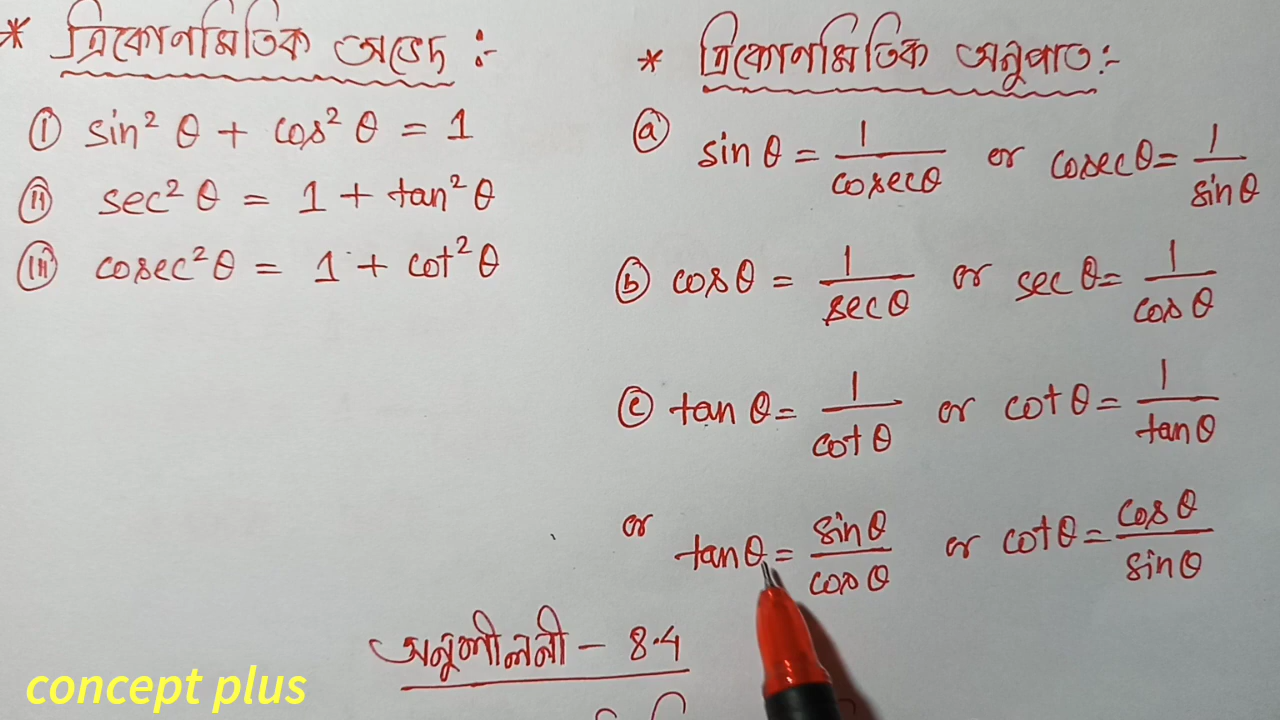 * ত্রিকোনমিতিক অভেদ :-
(i) sin² θ + cos² θ = 1
(ii) sec² θ = 1 + tan² θ
(iii) cosec² θ = 1 + cot² θ
* ত্রিকোনমিতিক অনুপাত :-
(a) sin θ = 1/cosec θ or cosec θ = 1/sin θ
(b) cos θ = 1/sec θ or sec θ = 1/cos θ
(c) tan θ = 1/cot θ or cot θ = 1/tan θ
or tan θ = sin θ/cos θ or cot θ = cos θ/sin θ
অনুশীলনী - 8.4
concept plus